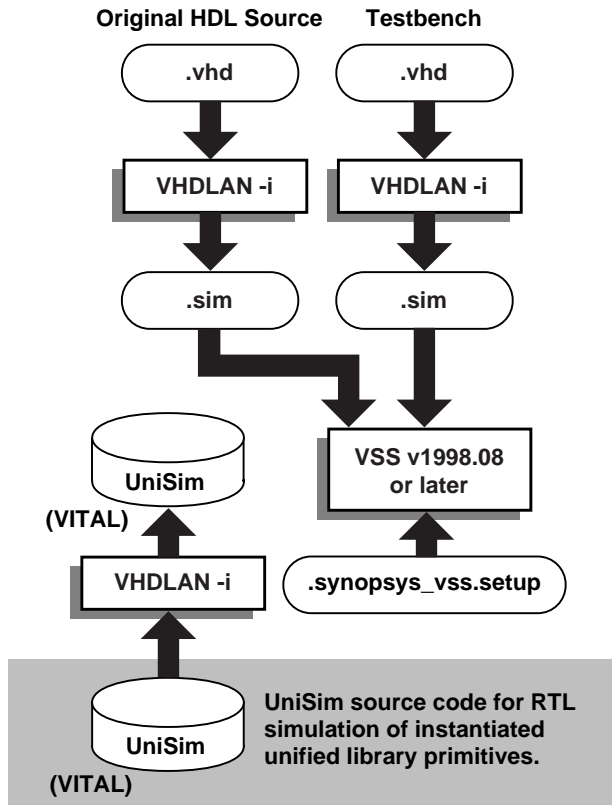 Original HDL Source
Testbench
.vhd
.vhd
VHDLAN -i
VHDLAN -i
.sim
.sim
VSS v1998.08
or later
UniSim
(VITAL)
VHDLAN -i
.synopsys_vss.setup
UniSim
(VITAL)
UniSim source code for RTL
simulation of instantiated
unified library primitives.